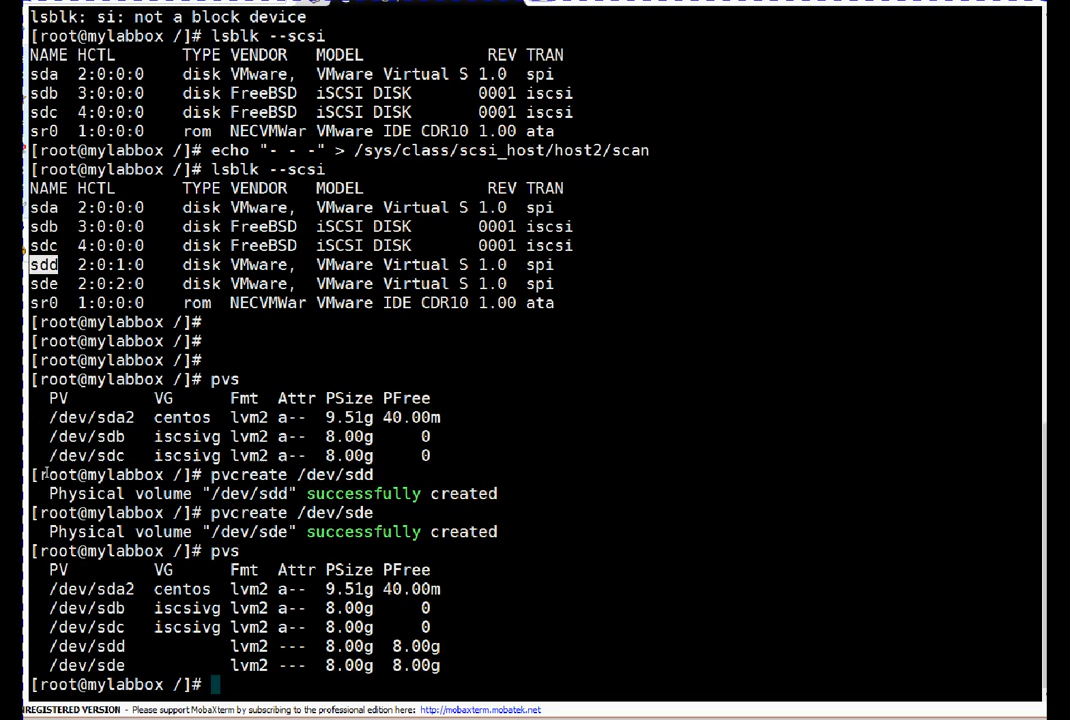 lsblk: si: not a block device
[root@mylabbox /]# lsblk --scsi
NAME HCTL       TYPE VENDOR   MODEL             REV TRAN
sda  2:0:0:0    disk VMware,  VMware Virtual S 1.0  spi
sdb  3:0:0:0    disk FreeBSD  iSCSI DISK       0001 iscsi
sdc  4:0:0:0    disk FreeBSD  iSCSI DISK       0001 iscsi
sr0  1:0:0:0    rom  NECVMWar VMware IDE CDR10 1.00 ata
[root@mylabbox /]# echo "- - -" > /sys/class/scsi_host/host2/scan
[root@mylabbox /]# lsblk --scsi
NAME HCTL       TYPE VENDOR   MODEL             REV TRAN
sda  2:0:0:0    disk VMware,  VMware Virtual S 1.0  spi
sdb  3:0:0:0    disk FreeBSD  iSCSI DISK       0001 iscsi
sdc  4:0:0:0    disk FreeBSD  iSCSI DISK       0001 iscsi
sdd  2:0:1:0    disk VMware,  VMware Virtual S 1.0  spi
sde  2:0:2:0    disk VMware,  VMware Virtual S 1.0  spi
sr0  1:0:0:0    rom  NECVMWar VMware IDE CDR10 1.00 ata
[root@mylabbox /]#
[root@mylabbox /]#
[root@mylabbox /]#
[root@mylabbox /]# pvs
  PV         VG      Fmt  Attr PSize PFree
  /dev/sda2  centos  lvm2 a--  9.51g 40.00m
  /dev/sdb   iscsivg lvm2 a--  8.00g     0
  /dev/sdc   iscsivg lvm2 a--  8.00g     0
[root@mylabbox /]# pvcreate /dev/sdd
  Physical volume "/dev/sdd" successfully created
[root@mylabbox /]# pvcreate /dev/sde
  Physical volume "/dev/sde" successfully created
[root@mylabbox /]# pvs
  PV         VG      Fmt  Attr PSize PFree
  /dev/sda2  centos  lvm2 a--  9.51g 40.00m
  /dev/sdb   iscsivg lvm2 a--  8.00g     0
  /dev/sdc   iscsivg lvm2 a--  8.00g     0
  /dev/sdd           lvm2 ---  8.00g  8.00g
  /dev/sde           lvm2 ---  8.00g  8.00g
[root@mylabbox /]#
NREGISTERED VERSION - Please support MobaXterm by subscribing to the professional edition here: http://mobaxterm.mobatek.net